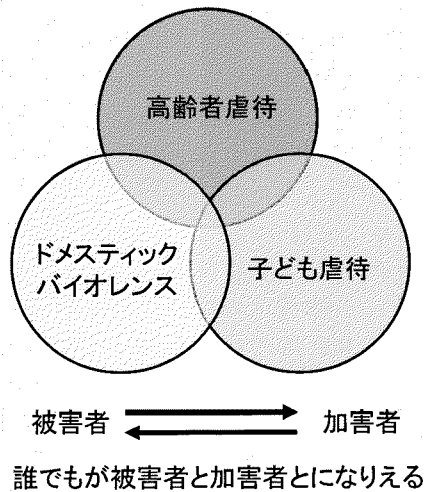 高齢者虐待
ドメスティック
バイオレンス
子ども虐待
被害者
加害者
誰でもが被害者と加害者とになりえる